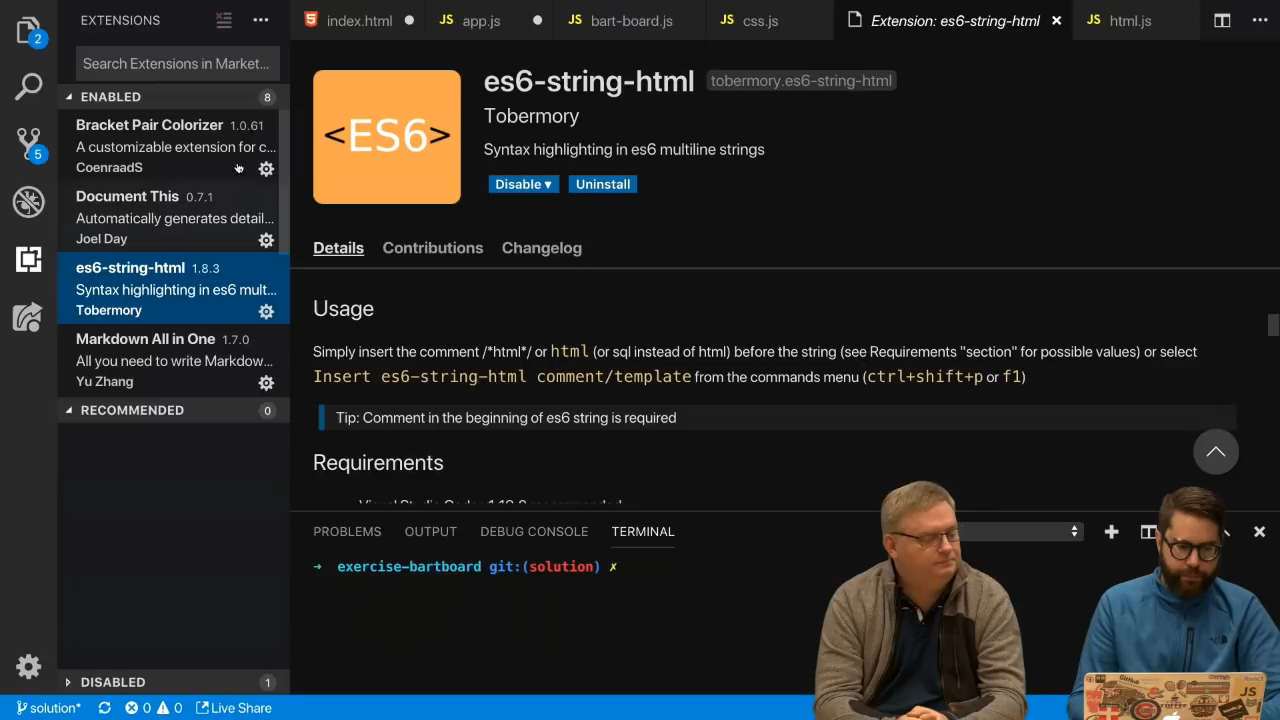 EXTENSIONS
index.html
JS app.js
JS bart-board.js
JS css.js
Extension: es6-string-html
JS html.js
2
Search Extensions in Market...
ENABLED 8
Bracket Pair Colorizer 1.0.61
A customizable extension for c...
CoenraadS
Document This 0.7.1
Automatically generates detail...
Joel Day
es6-string-html 1.8.3
Syntax highlighting in es6 mult...
Tobermory
Markdown All in One 1.7.0
All you need to write Markdow...
Yu Zhang
RECOMMENDED 0
5
<ES6>
es6-string-html tobermory.es6-string-html
Tobermory
Syntax highlighting in es6 multiline strings
Disable Uninstall
Details Contributions Changelog
Usage
Simply insert the comment /*html*/ or html (or sql instead of html) before the string (see Requirements "section" for possible values) or select
Insert es6-string-html comment/template from the commands menu (ctrl+shift+p or f1)
Tip: Comment in the beginning of es6 string is required
Requirements
PROBLEMS OUTPUT DEBUG CONSOLE TERMINAL
→ exercise-bartboard git:(solution) ✗
DISABLED 1
solution* 0 0 Live Share
JS